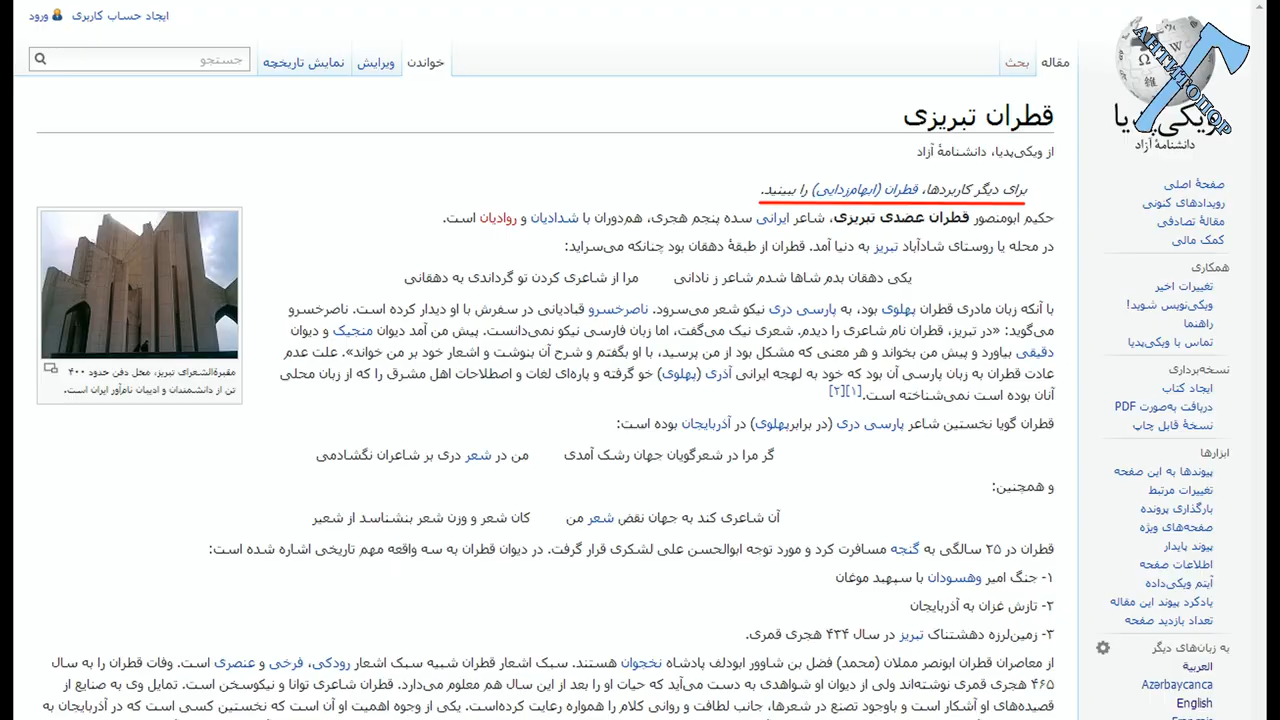 ایجاد حساب کاربری
ورود
مقاله
بحث
خواندن
ویرایش
نمایش تاریخچه
جستجو
АНТИТОПОР
ویکی‌پدیا
دانشنامهٔ آزاد
قطران تبریزی
از ویکی‌پدیا، دانشنامهٔ آزاد
برای دیگر کاربردها، قطران (ابهام‌زدایی) را ببینید.
حکیم ابومنصور قطران عضدی تبریزی، شاعر ایرانی سده پنجم هجری، هم‌دوران با شدادیان و روادیان است.
در محله یا روستای شادآباد تبریز به دنیا آمد. قطران از طبقهٔ دهقان بود چنانکه می‌سراید:
یکی دهقان بدم شاها شدم شاعر ز نادانی مرا از شاعری کردن تو گرداندی به دهقانی
با آنکه زبان مادری قطران پهلوی بود، به پارسی دری نیکو شعر می‌سرود. ناصرخسرو قبادیانی در سفرش با او دیدار کرده است. ناصرخسرو
می‌گوید: «در تبریز، قطران نام شاعری را دیدم. شعری نیک می‌گفت، اما زبان فارسی نیکو نمی‌دانست. پیش من آمد دیوان منجیک و دیوان
دقیقی بیاورد و پیش من بخواند و هر معنی که مشکل بود از من پرسید، با او بگفتم و شرح آن بنوشت و اشعار خود بر من خواند». علت عدم
عادت قطران به زبان پارسی آن بود که خود به لهجه ایرانی آذری (پهلوی) خو گرفته و پاره‌ای لغات و اصطلاحات اهل مشرق را که از زبان محلی
آنان بوده است نمی‌شناخته است.[۱][۲]
قطران گویا نخستین شاعر پارسی دری (در برابرپهلوی) در آذربایجان بوده است:
گر مرا در شعرگویان جهان رشک آمدی من در شعر دری بر شاعران نگشادمی
و همچنین:
آن شاعری کند به جهان نقض شعر من کان شعر و وزن شعر بنشناسد از شعیر
قطران در ۲۵ سالگی به گنجه مسافرت کرد و مورد توجه ابوالحسن علی لشکری قرار گرفت. در دیوان قطران به سه واقعه مهم تاریخی اشاره شده است:
۱- جنگ امیر وهسودان با سپهبد موغان
۲- تازش غزان به آذربایجان
۳- زمین‌لرزه دهشتناک تبریز در سال ۴۳۴ هجری قمری.
از معاصران قطران ابونصر مملان (محمد) فضل بن شاوور ابودلف پادشاه نخجوان هستند. سبک اشعار قطران شبیه سبک اشعار رودکی، فرخی و عنصری است. وفات قطران را به سال
۴۶۵ هجری قمری نوشته‌اند ولی از دیوان او شواهدی به دست می‌آید که حیات او را بعد از این سال هم معلوم می‌دارد. قطران شاعری توانا و نیکوسخن است. تمایل وی به صنایع از
قصیده‌های او آشکار است و باوجود تصنع در شعرها، جانب لطافت و روانی کلام را همواره رعایت کرده‌است. یکی از وجوه اهمیت او آن است که نخستین کسی است که در آذربایجان به
مقبرةالشعرای تبریز، محل دفن حدود ۴۰۰
تن از دانشمندان و ادیبان نام‌آور ایران است.
صفحهٔ اصلی
رویدادهای کنونی
مقالهٔ تصادفی
کمک مالی
همکاری
تغییرات اخیر
ویکی‌نویس شوید!
راهنما
تماس با ویکی‌پدیا
نسخه‌برداری
ایجاد کتاب
دریافت به‌صورت PDF
نسخهٔ قابل چاپ
ابزارها
پیوندها به این صفحه
تغییرات مرتبط
بارگذاری پرونده
صفحه‌های ویژه
پیوند پایدار
اطلاعات صفحه
آیتم ویکی‌داده
یادکرد پیوند این مقاله
تعداد بازدید صفحه
به زبان‌های دیگر
العربية
Azərbaycanca
English